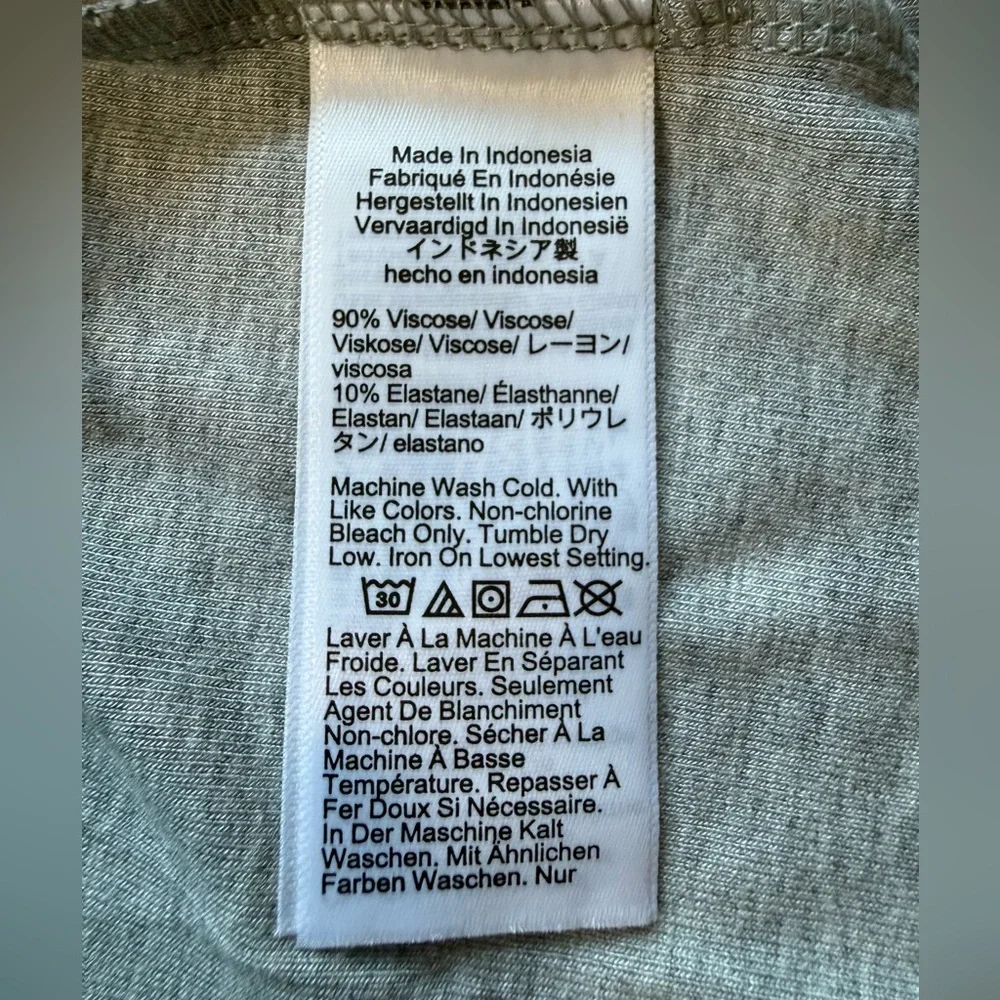 Made In Indonesia
Fabriqué En Indonésie
Hergestellt In Indonesien
Vervaardigd In Indonesië
インドネシア製
hecho en indonesia
90% Viscose/ Viscose/
Viskose/ Viscose/ レーヨン/
viscosa
10% Elastane/ Élasthanne/
Elastan/ Elastaan/ ポリウレ
タン/ elastano
Machine Wash Cold. With
Like Colors. Non-chlorine
Bleach Only. Tumble Dry
Low. Iron On Lowest Setting.
30
Laver À La Machine À L'eau
Froide. Laver En Séparant
Les Couleurs. Seulement
Agent De Blanchiment
Non-chlore. Sécher À La
Machine À Basse
Température. Repasser À
Fer Doux Si Nécessaire.
In Der Maschine Kalt
Waschen. Mit Ähnlichen
Farben Waschen. Nur